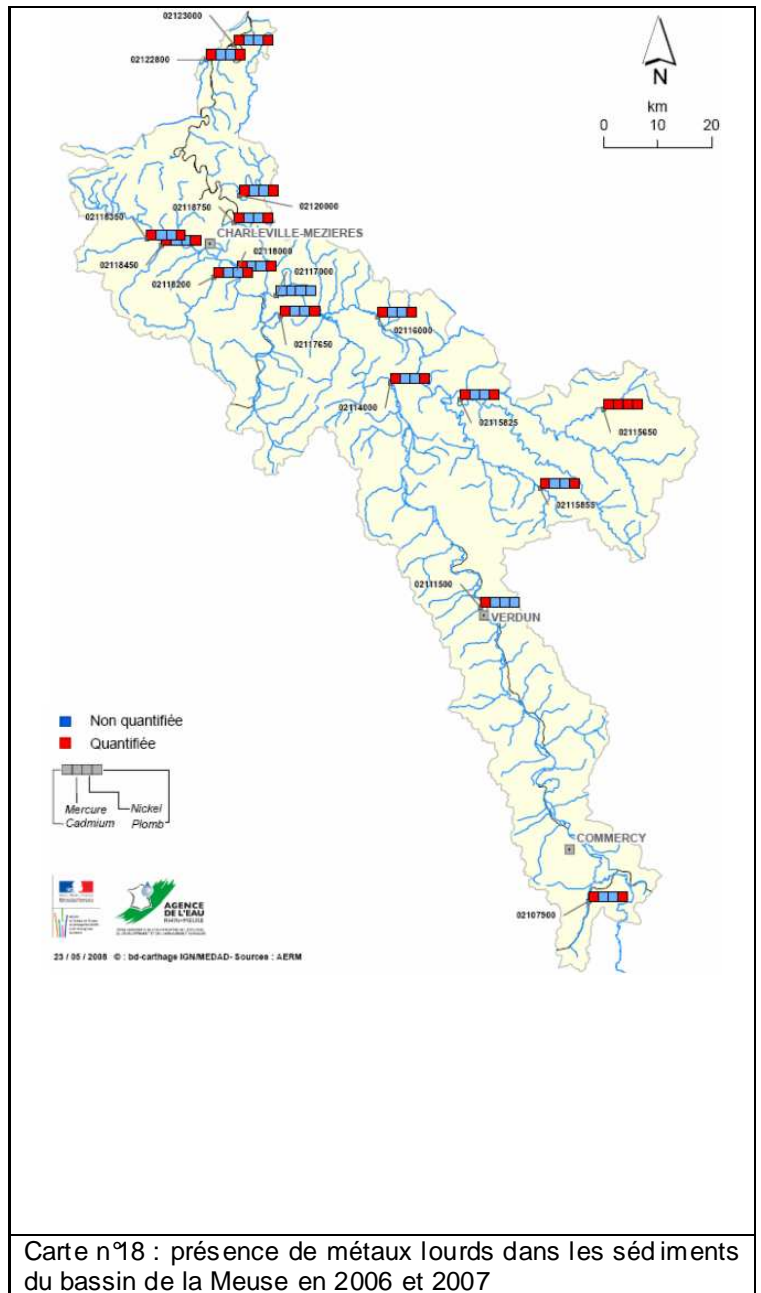 02123000
02122800
N
km
0 10 20
02120000
02118750
02118350
CHARLEVILLE-MEZIERES
02118450
02118000
02118200
02117000
02116000
02117650
02114000
02115825
02115650
02115855
02111500
VERDUN
Non quantifiée
Quantifiée
Mercure Nickel
Cadmium Plomb
COMMERCY
02107900
AGENCE
DE L'EAU
RHIN-MEUSE
23 / 05 / 2008 © : bd-carthage IGN/MEDAD- Sources : AERM
Carte n°18 : présence de métaux lourds dans les sédiments
du bassin de la Meuse en 2006 et 2007